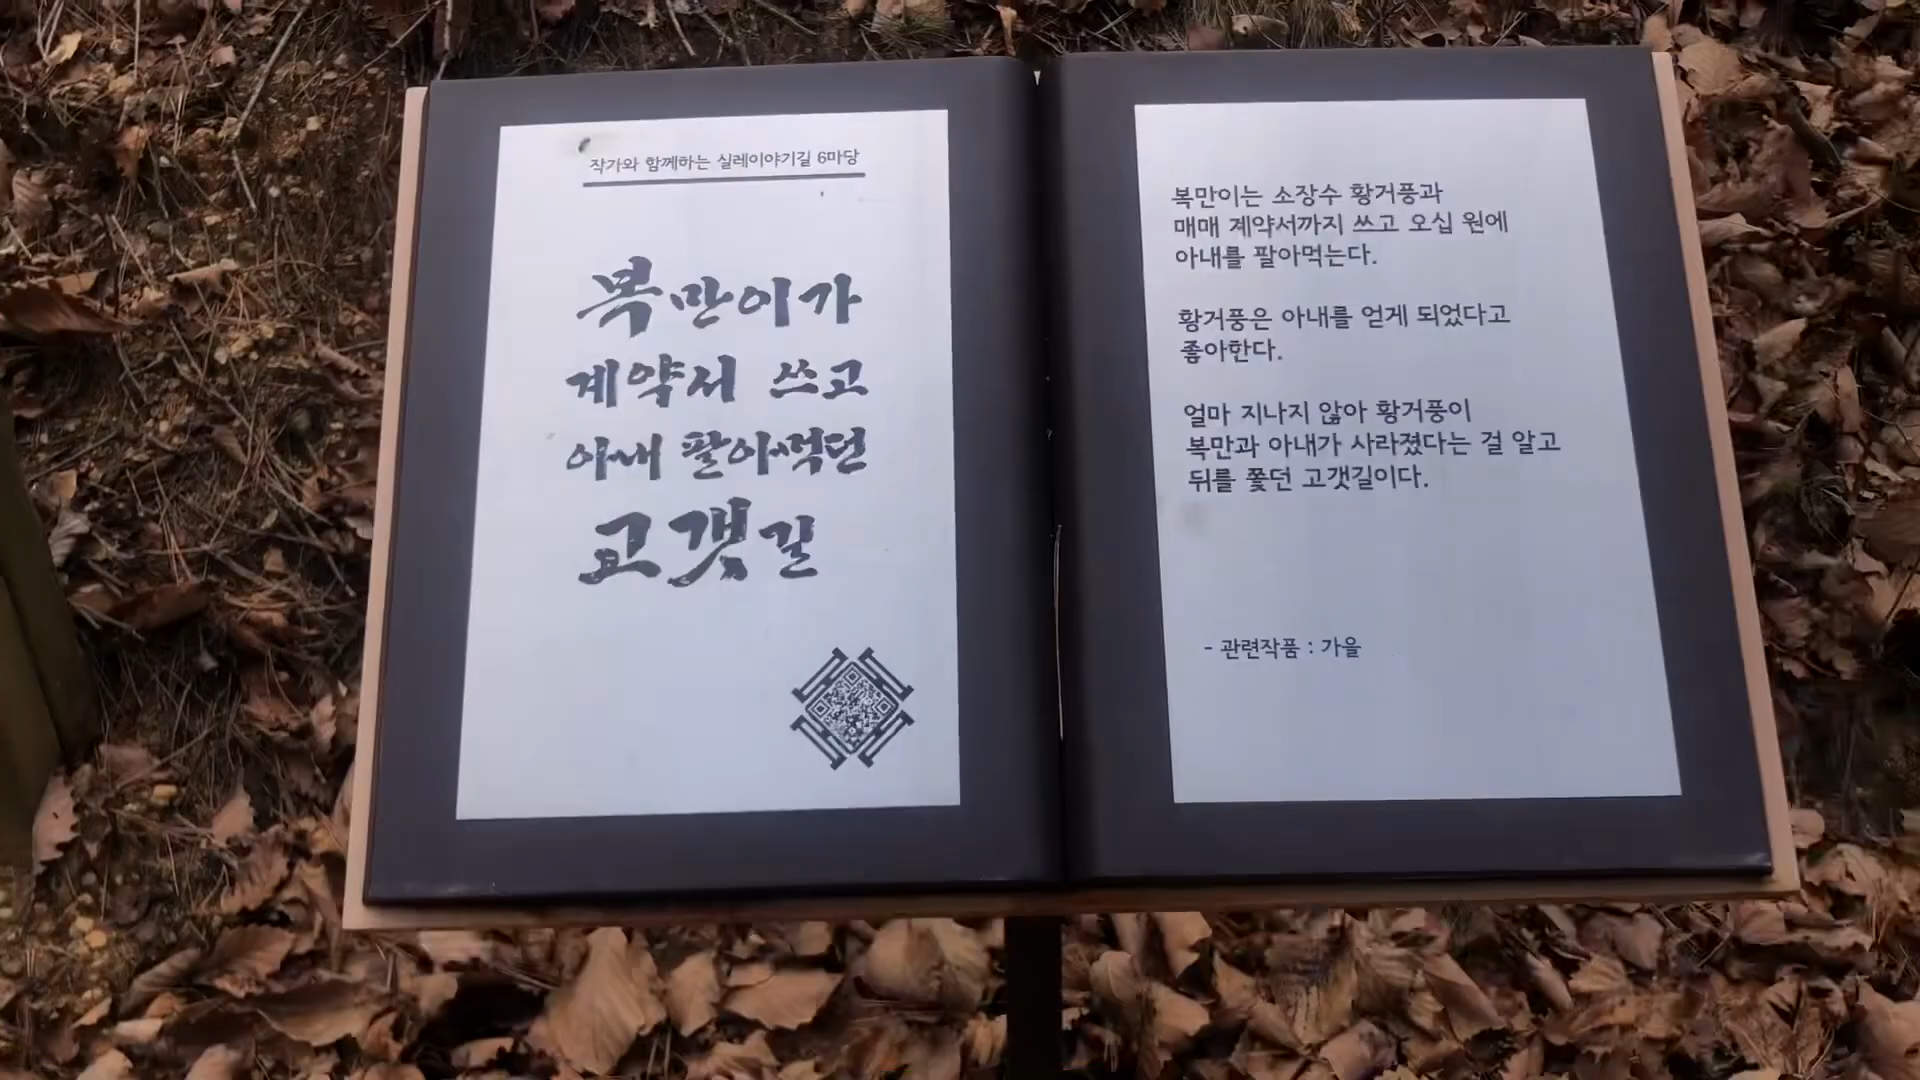 작가와 함께하는 실레이야기길 6마당
복만이가
계약서 쓰고
아내 팔아먹던
고갯길
복만이는 소장수 황거풍과
매매 계약서까지 쓰고 오십 원에
아내를 팔아먹는다.
황거풍은 아내를 얻게 되었다고
좋아한다.
얼마 지나지 않아 황거풍이
복만과 아내가 사라졌다는 걸 알고
뒤를 쫓던 고갯길이다.
- 관련작품 : 가을